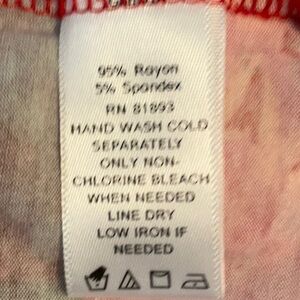 95% Rayon
5% Spandex
RN 81893
HAND WASH COLD
SEPARATELY
ONLY NON-
CHLORINE BLEACH
WHEN NEEDED
LINE DRY
LOW IRON IF
NEEDED